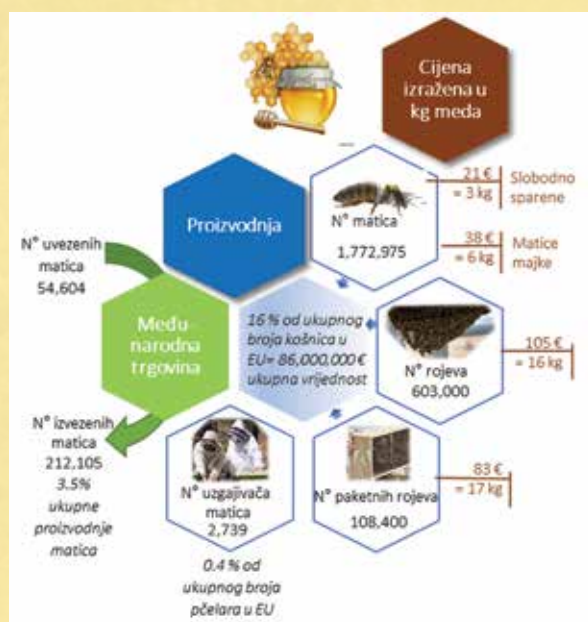 Cijena
izražena u
kg meda
Proizvodnja
N° matica
1,772,975
21 €
= 3 kg
Slobodno
sparene
38 €
= 6 kg
Matice
majke
N° uvezenih
matica
54,604
Među-
narodna
trgovina
16 % od ukupnog
broja košnica u
EU= 86,000,000 €
ukupna vrijednost
N° rojeva
603,000
105 €
= 16 kg
N° izvezenih
matica
212,105
3.5%
ukupne
proizvodnje
matica
N° uzgajivača
matica
2,739
0.4 % od
ukupnog broja
pčelara u EU
N° paketnih rojeva
108,400
83 €
= 17 kg